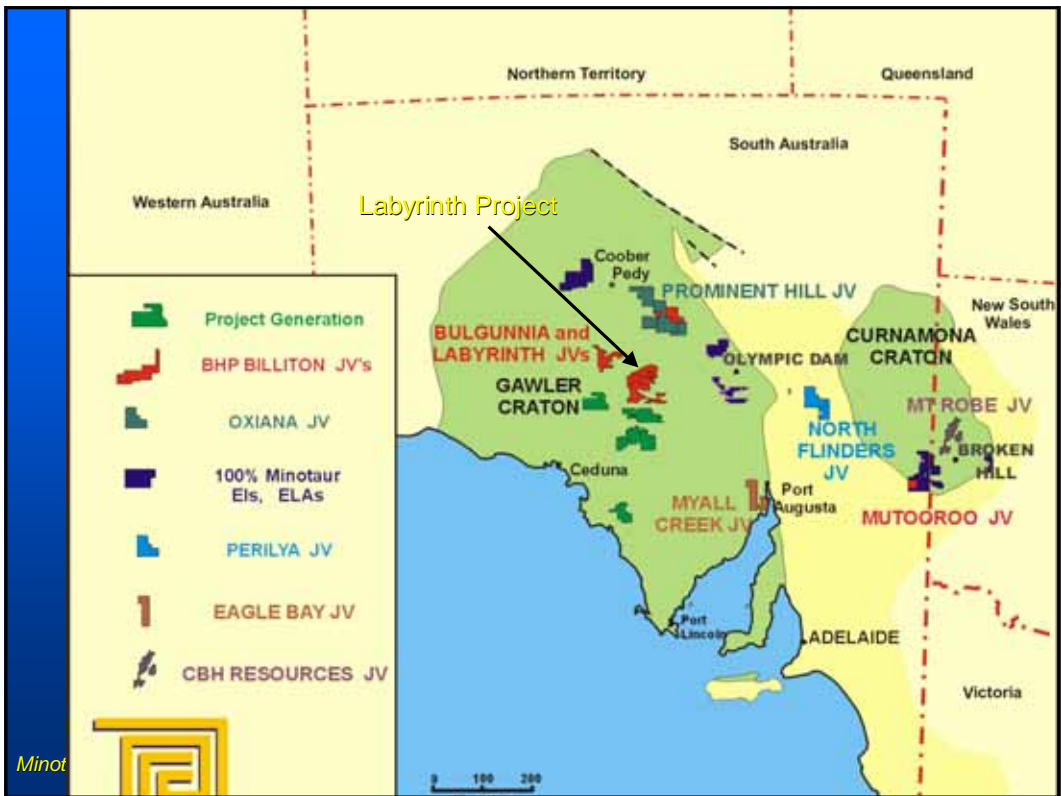 Northern Territory
Queensland
South Australia
Western Australia
Labyrinth Project
Coober
Pedy
PROMINENT HILL JV
New South
Wales
BULGUNNIA and
LABYRINTH JVs
OLYMPIC DAM
CURNAMONA
CRATON
GAWLER
CRATON
MT ROBE JV
NORTH
FLINDERS
JV
BROKEN
HILL
Ceduna
MYALL
CREEK JV
Port
Augusta
MUTOOROO JV
Port
Lincoln
ADELAIDE
Victoria
Project Generation
BHP BILLITON JV's
OXIANA JV
100% Minotaur
Els, ELAs
PERILYA JV
EAGLE BAY JV
CBH RESOURCES JV
Minot
0 100 200